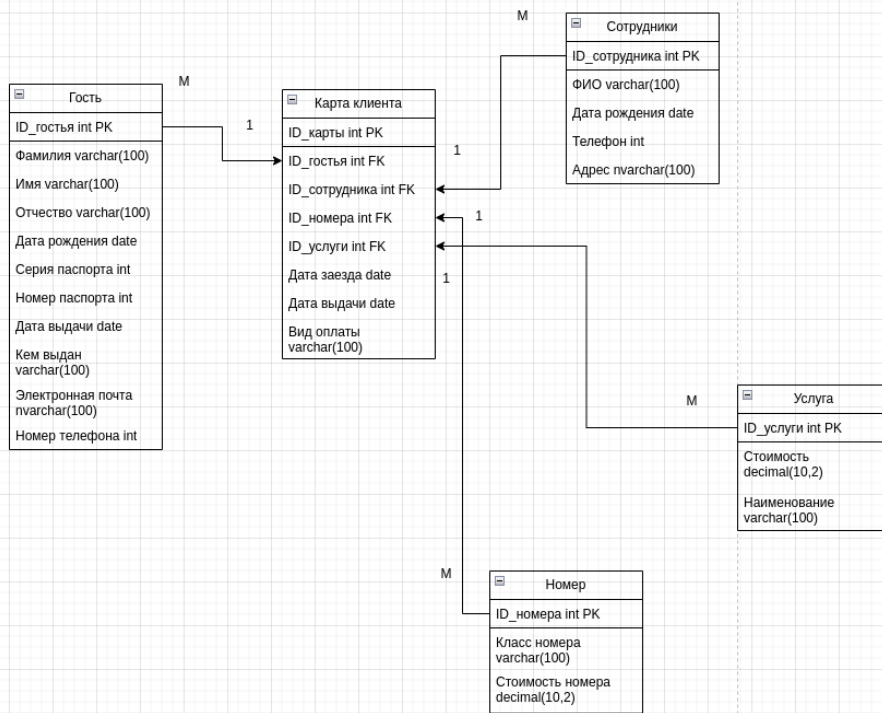 M
Сотрудники
ID_сотрудника int PK
ФИО varchar(100)
Дата рождения date
Телефон int
Адрес nvarchar(100)
M
Гость
ID_гостья int PK
Фамилия varchar(100)
Имя varchar(100)
Отчество varchar(100)
Дата рождения date
Серия паспорта int
Номер паспорта int
Дата выдачи date
Кем выдан
varchar(100)
Электронная почта
nvarchar(100)
Номер телефона int
1
Карта клиента
ID_карты int PK
ID_гостья int FK
ID_сотрудника int FK
ID_номера int FK
ID_услуги int FK
Дата заезда date
Дата выдачи date
Вид оплаты
varchar(100)
1
1
1
M
Услуга
ID_услуги int PK
Стоимость
decimal(10,2)
Наименование
varchar(100)
M
Номер
ID_номера int PK
Класс номера
varchar(100)
Стоимость номера
decimal(10,2)